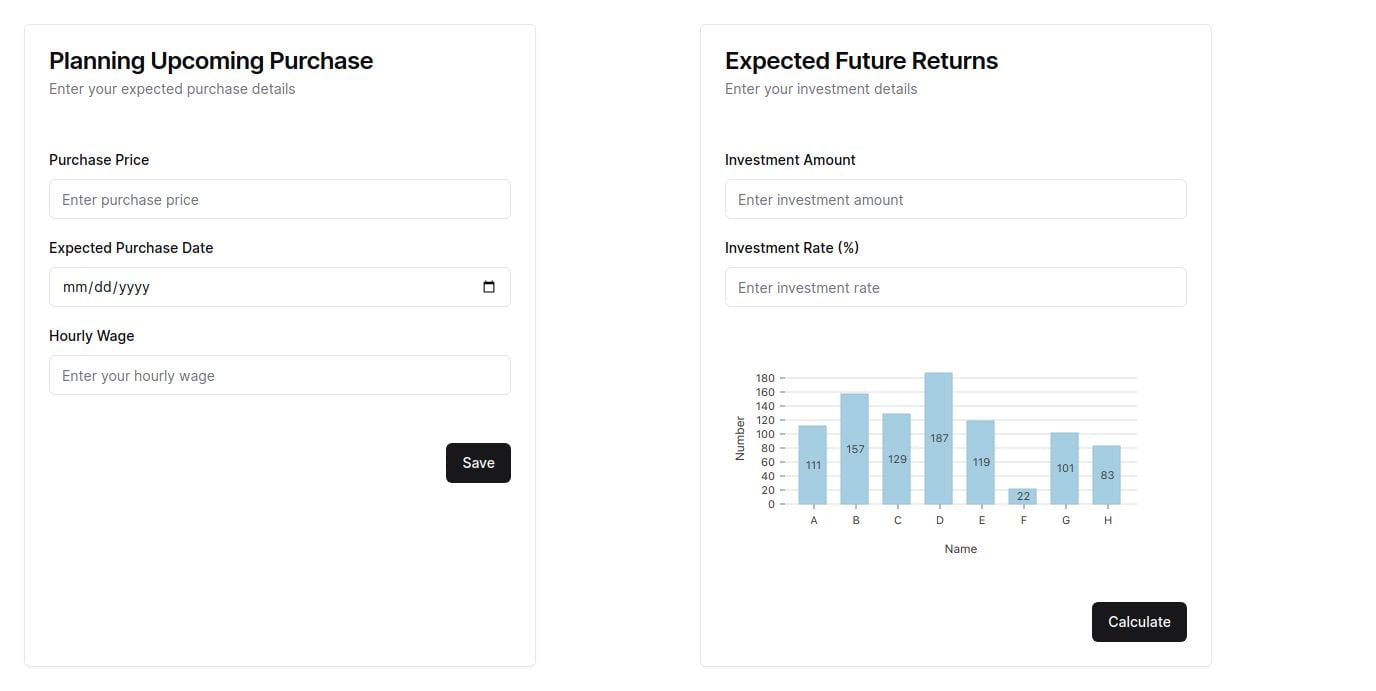 Planning Upcoming Purchase
Enter your expected purchase details
Purchase Price
Enter purchase price
Expected Purchase Date
mm/dd/yyyy
Hourly Wage
Enter your hourly wage
Save
Expected Future Returns
Enter your investment details
Investment Amount
Enter investment amount
Investment Rate (%)
Enter investment rate
Number
180
160
140
120
100
80
60
40
20
0
111
157
129
187
119
22
101
83
A B C D E F G H
Name
Calculate